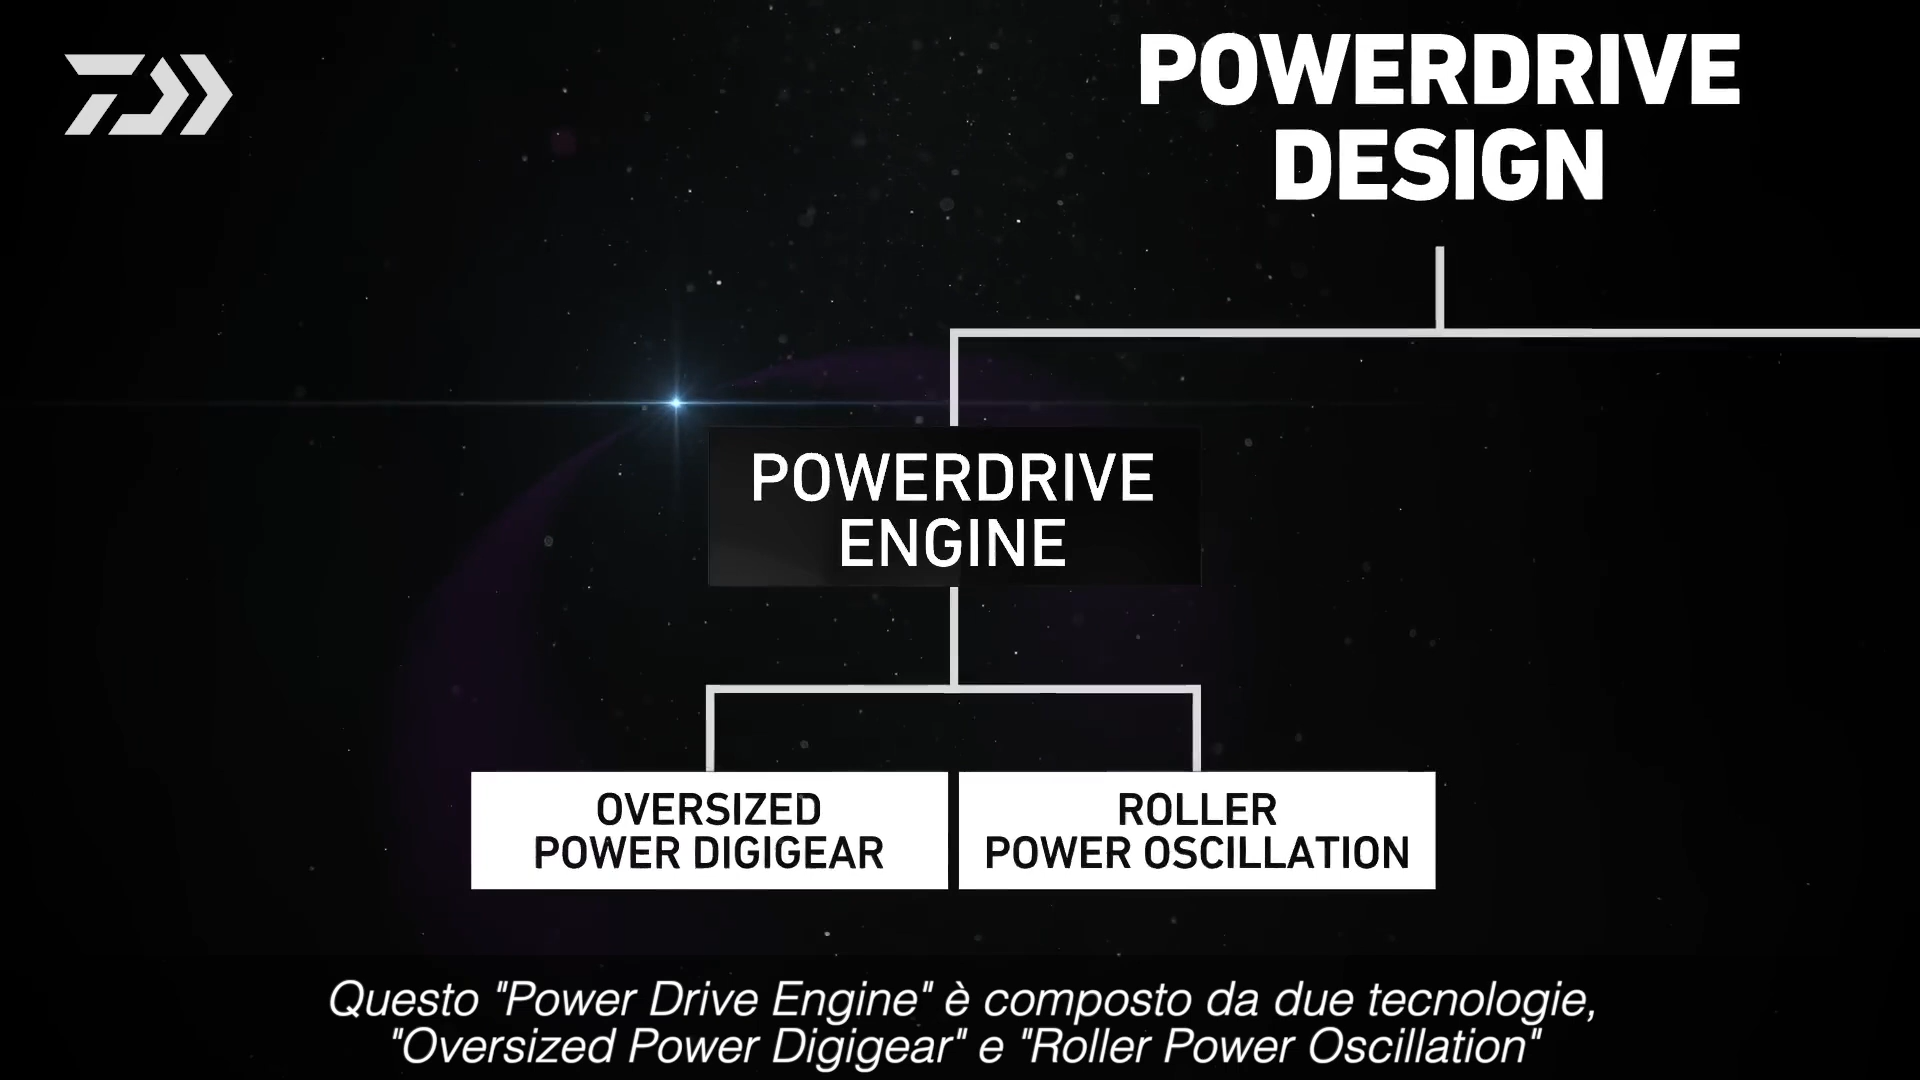 POWERDRIVE
DESIGN
POWERDRIVE
ENGINE
OVERSIZED
POWER DIGIGEAR
ROLLER
POWER OSCILLATION
Questo "Power Drive Engine" è composto da due tecnologie,
"Oversized Power Digigear" e "Roller Power Oscillation"